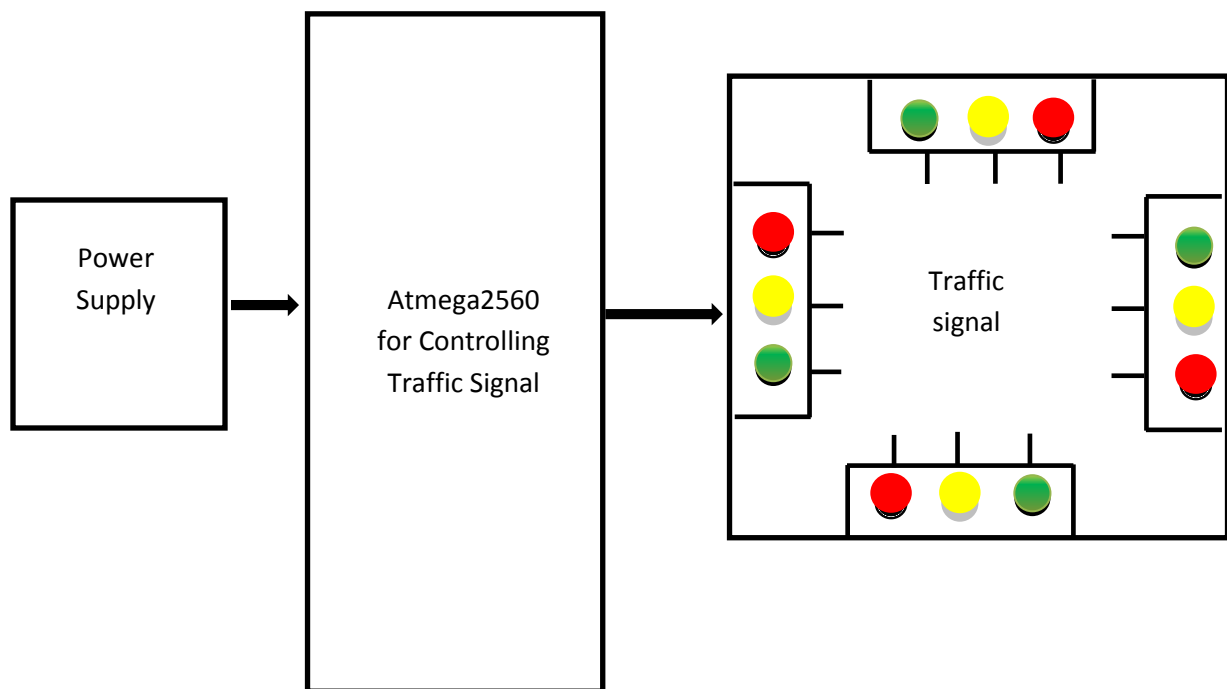 Power
Supply
Atmega2560
for Controlling
Traffic Signal
Traffic
signal